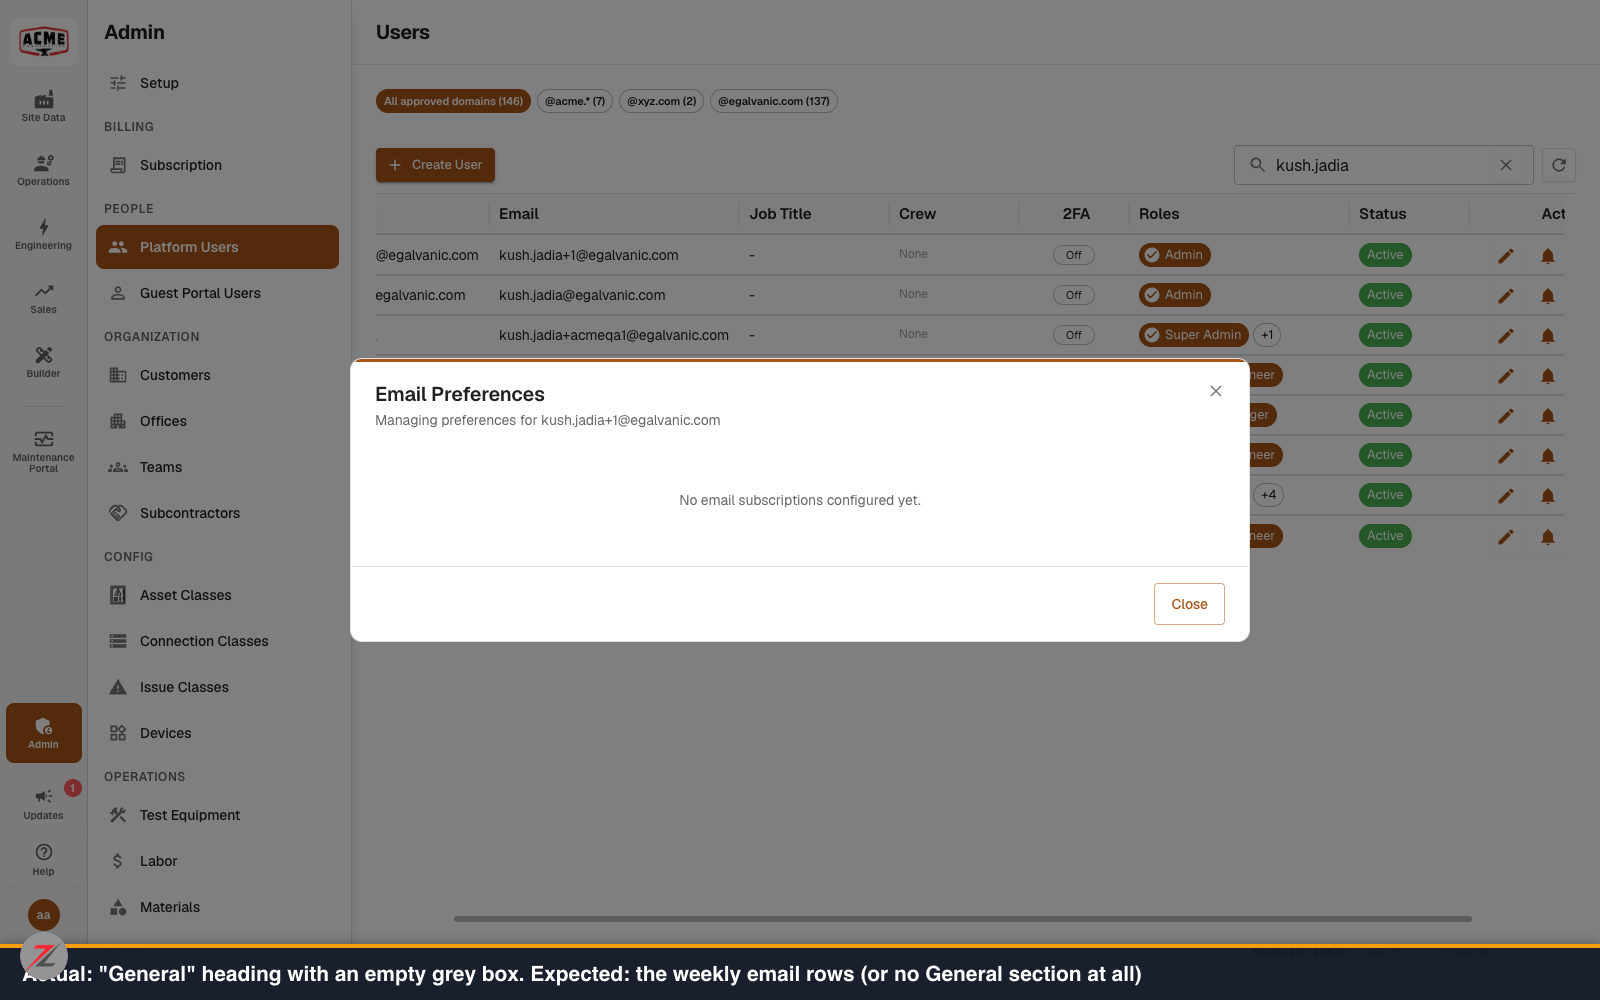 ACME
Site Data
Operations
Engineering
Sales
Builder
Maintenance
Portal
Admin
1
Updates
Help
aa
Admin
Setup
BILLING
Subscription
PEOPLE
Platform Users
Guest Portal Users
ORGANIZATION
Customers
Offices
Teams
Subcontractors
CONFIG
Asset Classes
Connection Classes
Issue Classes
Devices
OPERATIONS
Test Equipment
Labor
Materials
Users
All approved domains (146) @acme.* (7) @xyz.com (2) @egalvanic.com (137)
+ Create User
kush.jadia
Email Job Title Crew 2FA Roles Status Act
@egalvanic.com kush.jadia+1@egalvanic.com - None Off Admin Active
egalvanic.com kush.jadia@egalvanic.com - None Off Admin Active
kush.jadia+acmeqa1@egalvanic.com - None Off Super Admin +1 Active
neer Active
ger Active
neer Active
+4 Active
neer Active
Email Preferences
Managing preferences for kush.jadia+1@egalvanic.com
No email subscriptions configured yet.
Close
Actual: "General" heading with an empty grey box. Expected: the weekly email rows (or no General section at all)